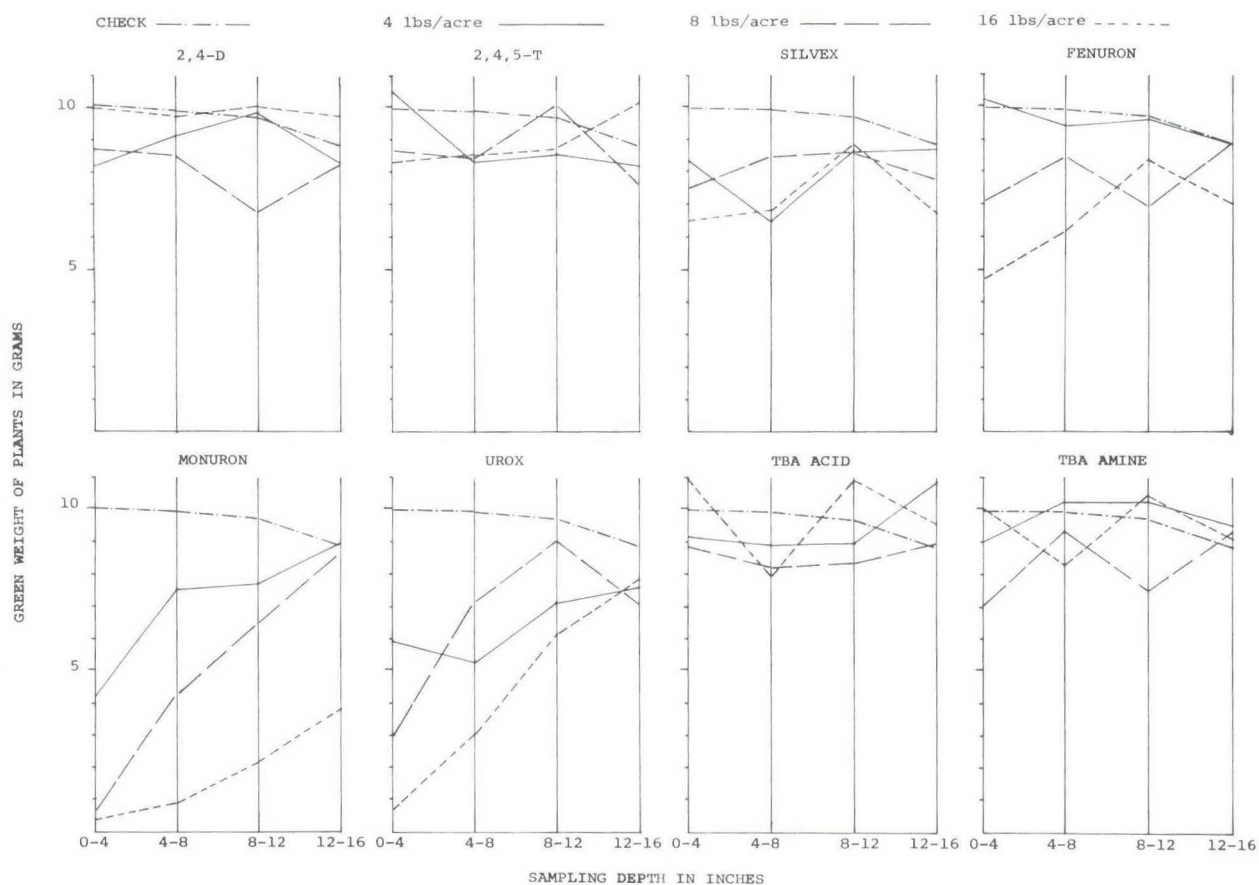 CHECK 4 lbs/acre 8 lbs/acre 16 lbs/acre
2,4-D 2,4,5-T SILVEX FENURON
10
5
GREEN WEIGHT OF PLANTS IN GRAMS
MONURON UROX TBA ACID TBA AMINE
10
5
0-4 4-8 8-12 12-16 0-4 4-8 8-12 12-16 0-4 4-8 8-12 12-16 0-4 4-8 8-12 12-16
SAMPLING DEPTH IN INCHES